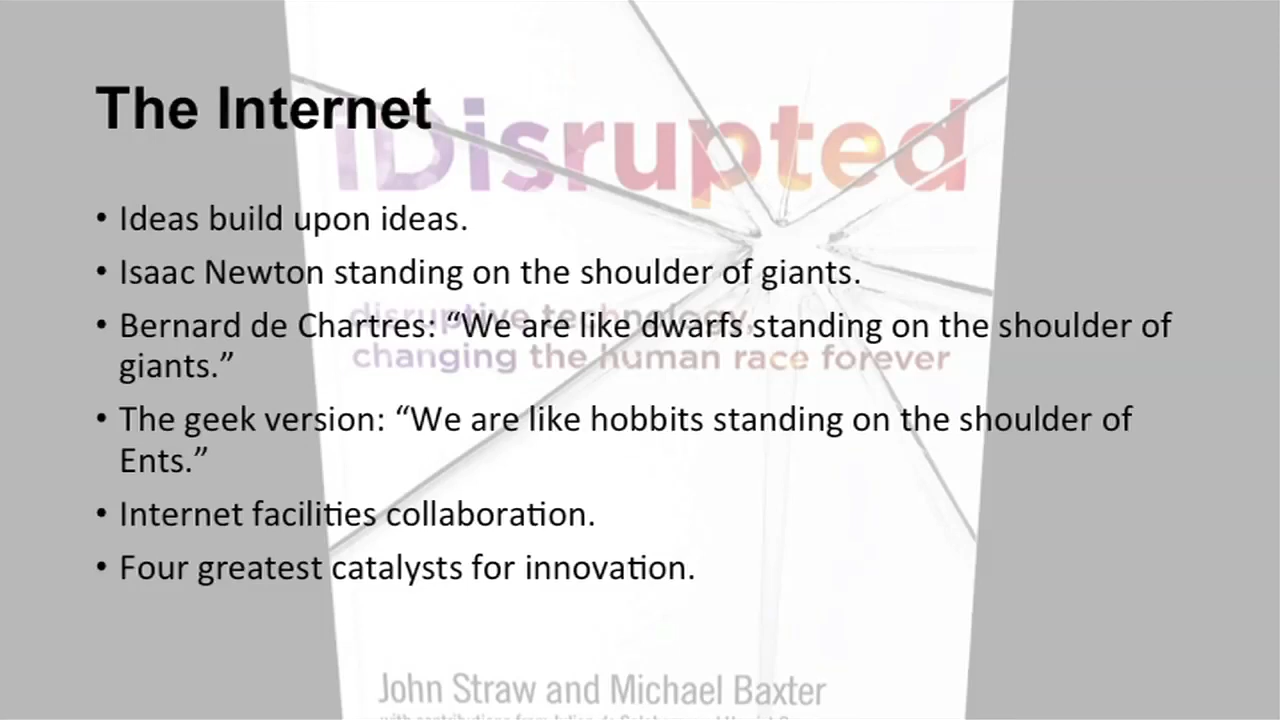 The Internet
iDisrupted
• Ideas build upon ideas.
• Isaac Newton standing on the shoulder of giants.
disruptive technology,
• Bernard de Chartres: “We are like dwarfs standing on the shoulder of
giants.”
changing the human race forever
• The geek version: “We are like hobbits standing on the shoulder of
Ents.”
• Internet facilities collaboration.
• Four greatest catalysts for innovation.
John Straw and Michael Baxter